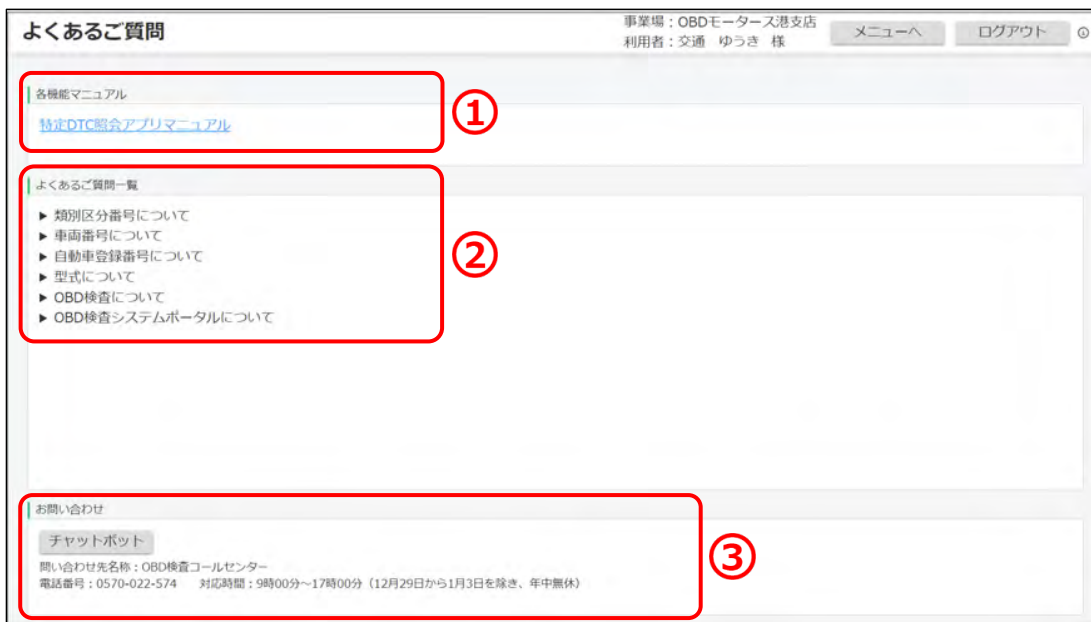 よくあるご質問
事業場：OBDモータース港支店
利用者：交通　ゆうき　様
メニューへ
ログアウト
各機能マニュアル
特定DTC照会アプリマニュアル
①
よくあるご質問一覧
▶ 類別区分番号について
▶ 車両番号について
▶ 自動車登録番号について
▶ 型式について
▶ OBD検査について
▶ OBD検査システムポータルについて
②
お問い合わせ
チャットボット
問い合わせ先名称：OBD検査コールセンター
電話番号：0570-022-574　　対応時間：9時00分～17時00分（12月29日から1月3日を除き、年中無休）
③